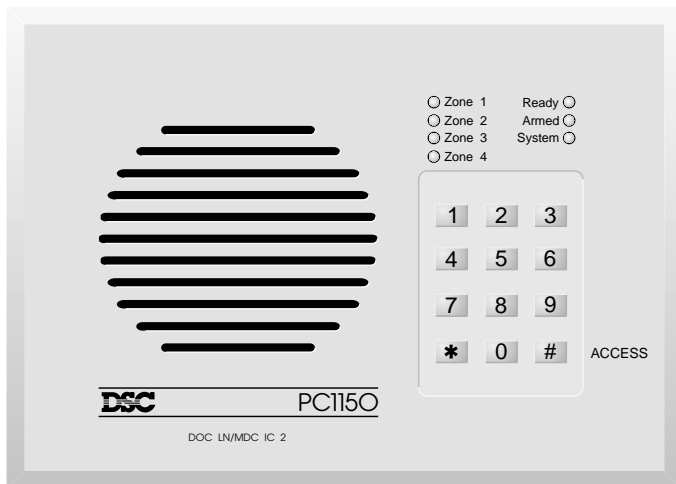 Zone 1 Ready
Zone 2 Armed
Zone 3 System
Zone 4
1 2 3
4 5 6
7 8 9
✱ 0 # ACCESS
DSC PC1150
DOC LN/MDC IC 2